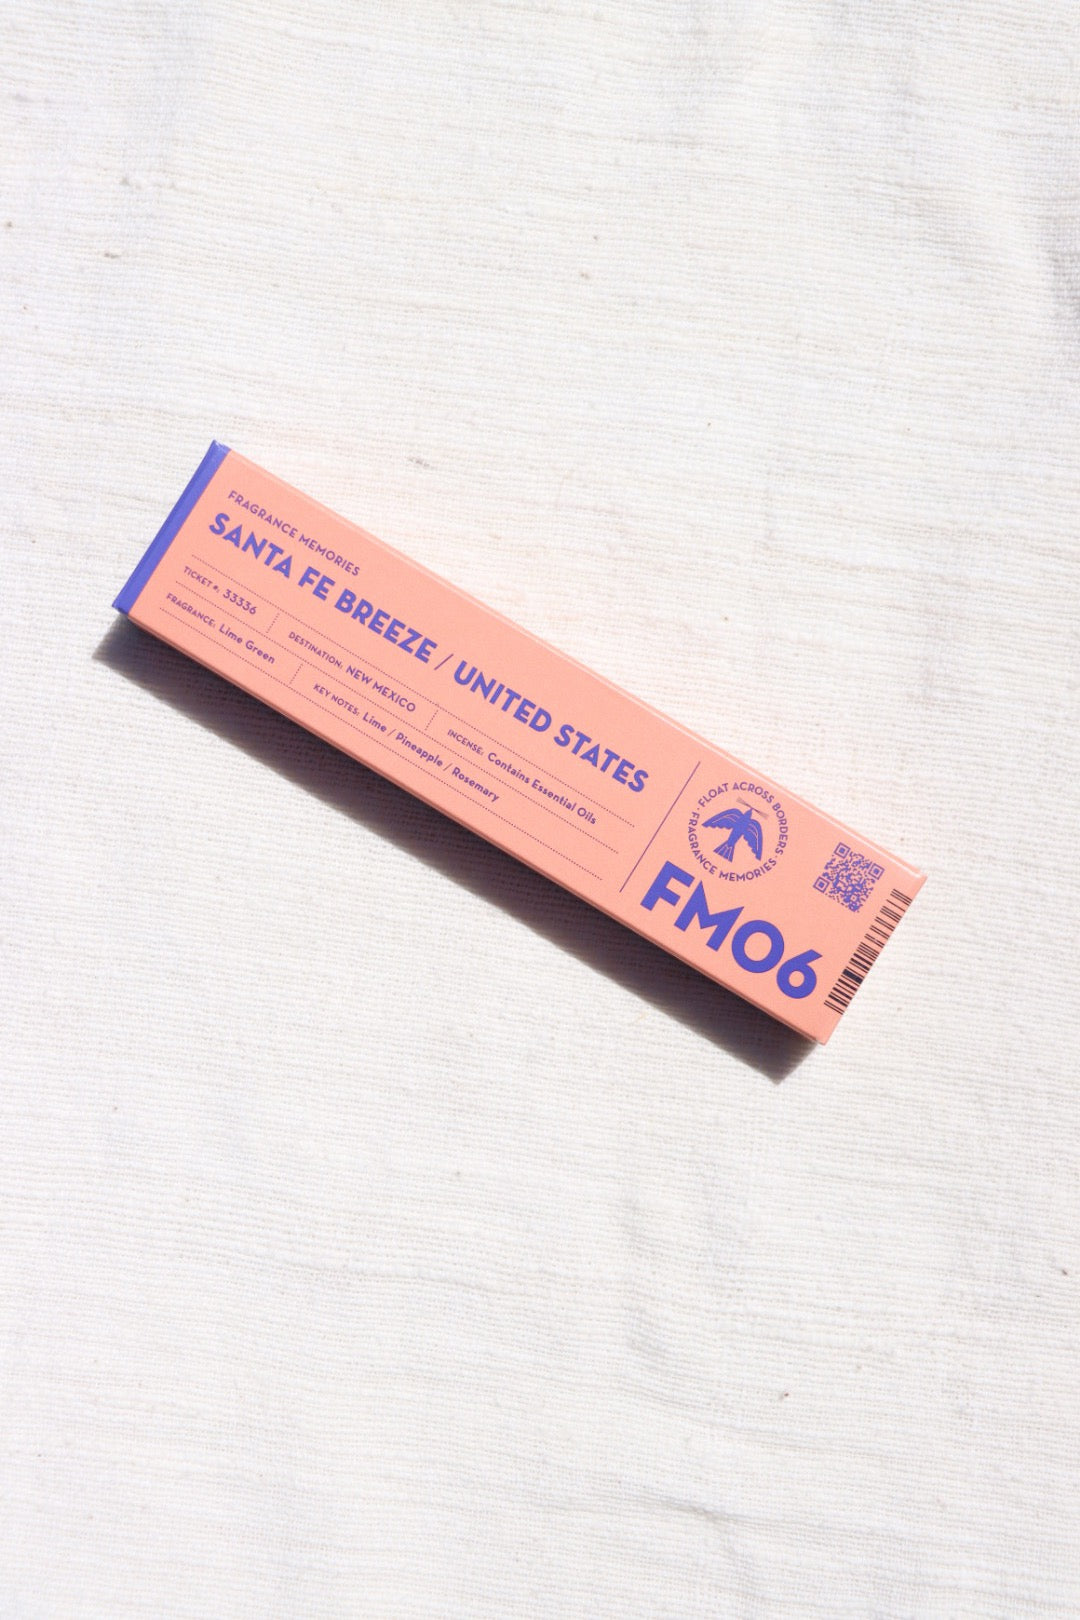 FRAGRANCE MEMORIES
SANTA FE BREEZE / UNITED STATES
TICKET #: 33336
DESTINATION: NEW MEXICO
INCENSE: Contains Essential Oils
FRAGRANCE: Lime Green
KEY NOTES: Lime / Pineapple / Rosemary
· FLOAT ACROSS BORDERS ·
FRAGRANCE MEMORIES
FM06